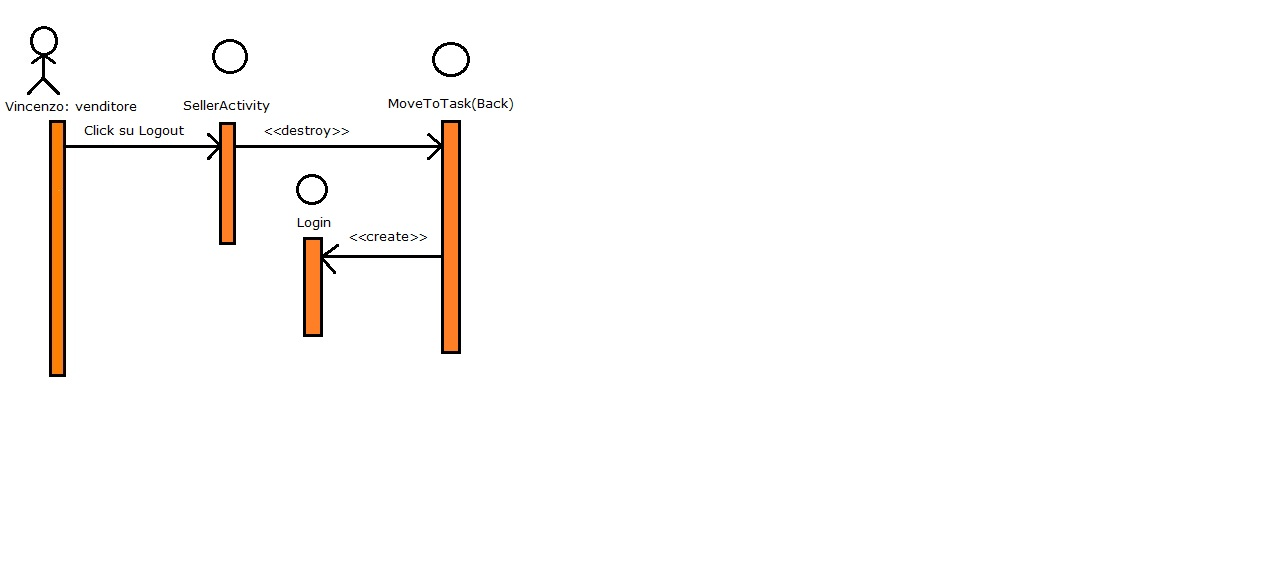 Vincenzo: venditore
SellerActivity
MoveToTask(Back)
Click su Logout
<<destroy>>
Login
<<create>>